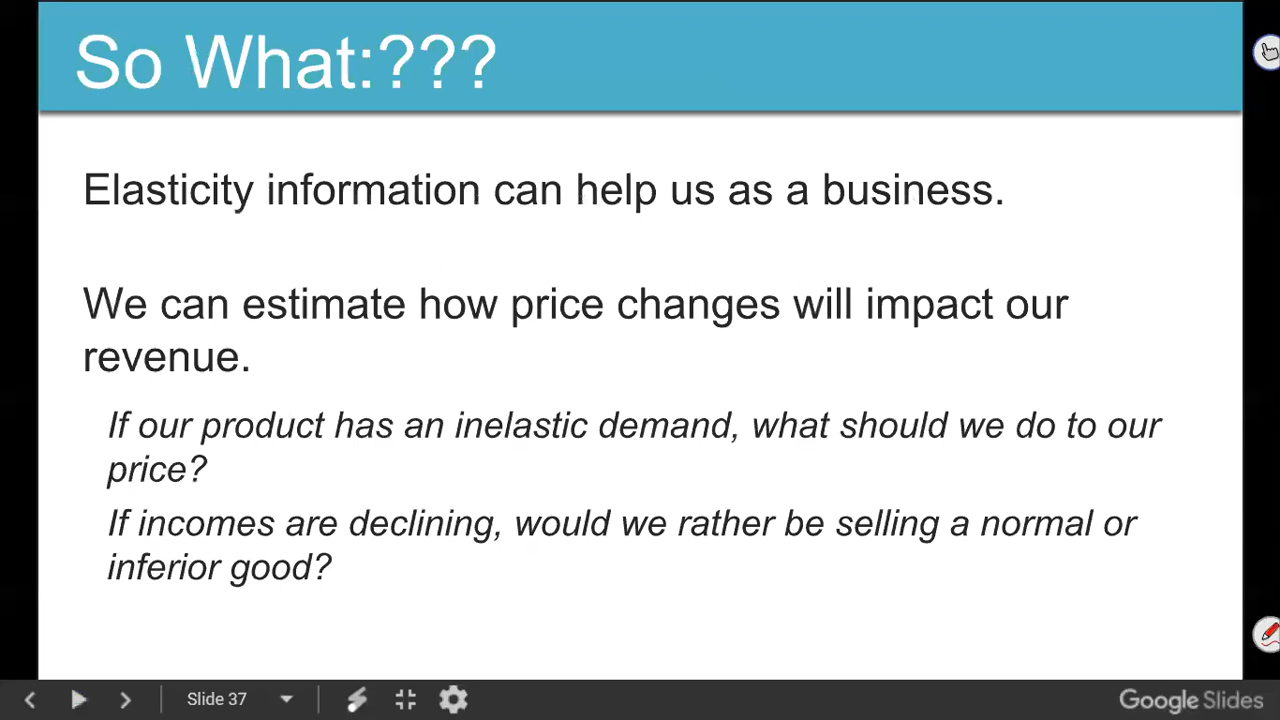 So What:???
Elasticity information can help us as a business.
We can estimate how price changes will impact our
revenue.
If our product has an inelastic demand, what should we do to our
price?
If incomes are declining, would we rather be selling a normal or
inferior good?
Slide 37
Google Slides